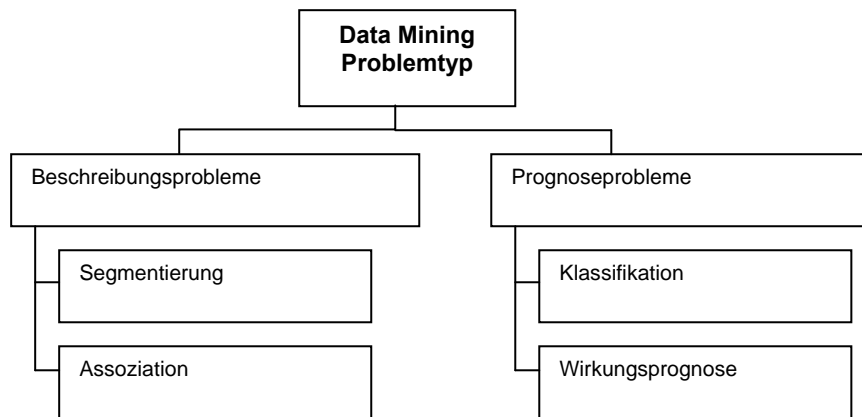 Data Mining
Problemtyp
Beschreibungsprobleme
Prognoseprobleme
Segmentierung
Klassifikation
Assoziation
Wirkungsprognose